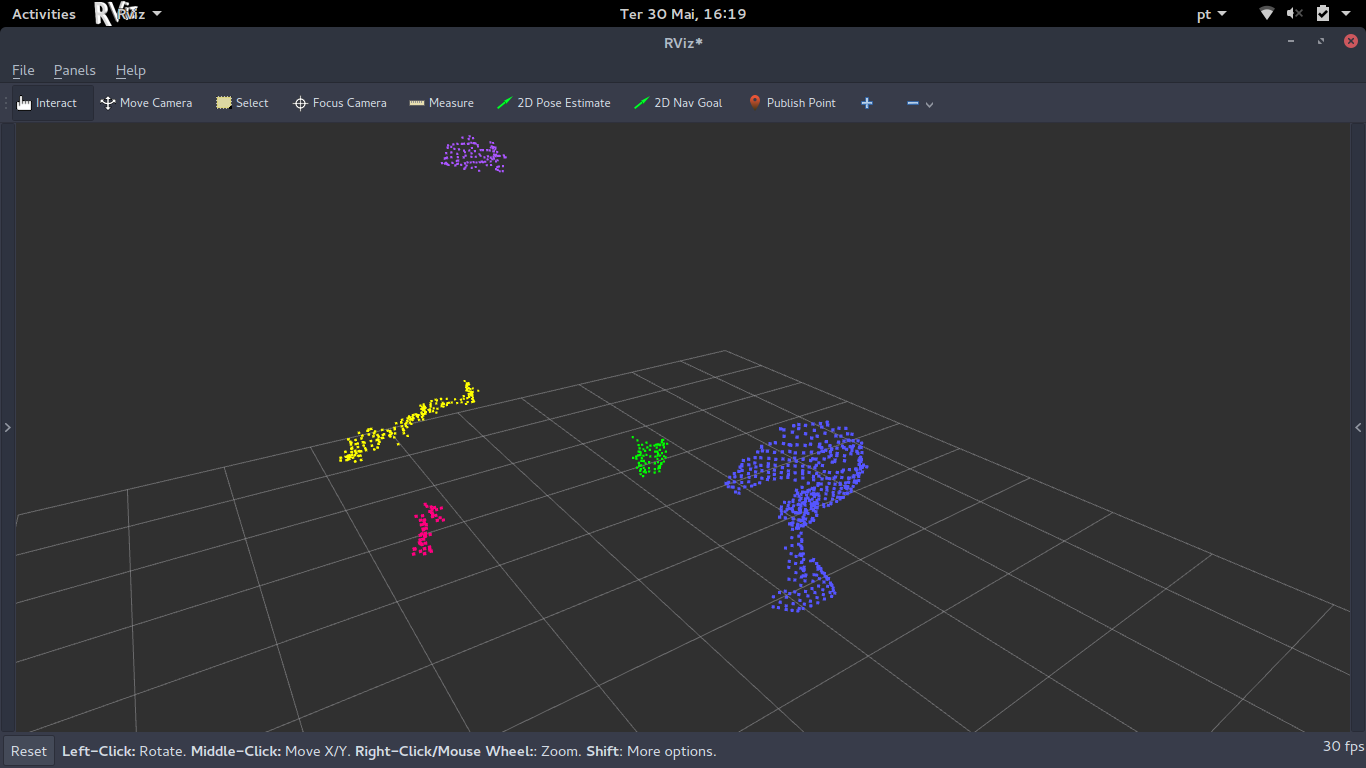 Activities RViz RViz Ter 30 Mai, 16:19 pt
RViz*
File Panels Help
Interact Move Camera Select Focus Camera Measure 2D Pose Estimate 2D Nav Goal Publish Point
Reset Left-Click: Rotate. Middle-Click: Move X/Y. Right-Click/Mouse Wheel:: Zoom. Shift: More options. 30 fps